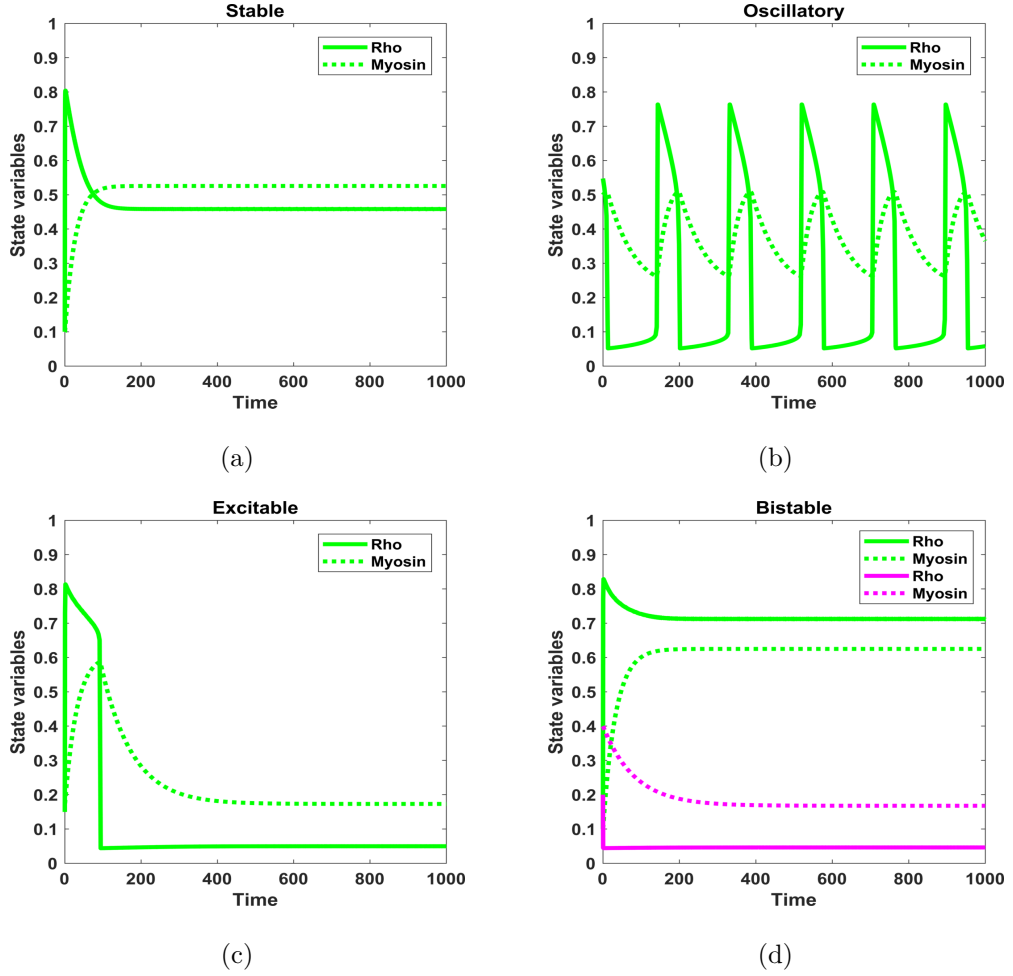 Stable
1
0.9
0.8
0.7
0.6
0.5
0.4
0.3
0.2
0.1
0
State variables
Rho
Myosin
0 200 400 600 800 1000
Time
(a)
Oscillatory
1
0.9
0.8
0.7
0.6
0.5
0.4
0.3
0.2
0.1
0
State variables
Rho
Myosin
0 200 400 600 800 1000
Time
(b)
Excitable
1
0.9
0.8
0.7
0.6
0.5
0.4
0.3
0.2
0.1
0
State variables
Rho
Myosin
0 200 400 600 800 1000
Time
(c)
Bistable
1
0.9
0.8
0.7
0.6
0.5
0.4
0.3
0.2
0.1
0
State variables
Rho
Myosin
Rho
Myosin
0 200 400 600 800 1000
Time
(d)